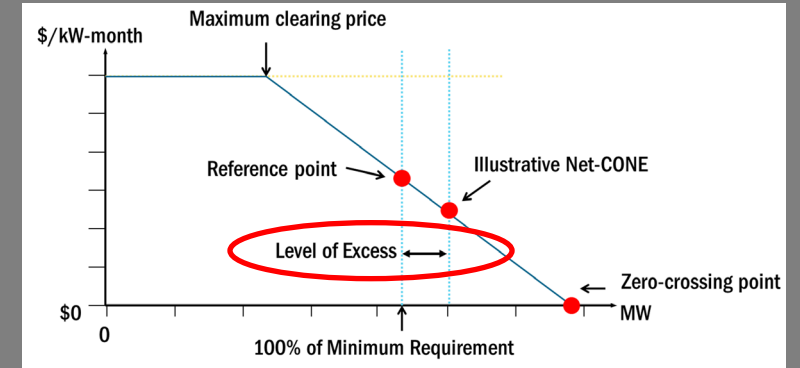 Maximum clearing price
$/kW-month
Reference point
Illustrative Net-CONE
Level of Excess
Zero-crossing point
$0
MW
0
100% of Minimum Requirement